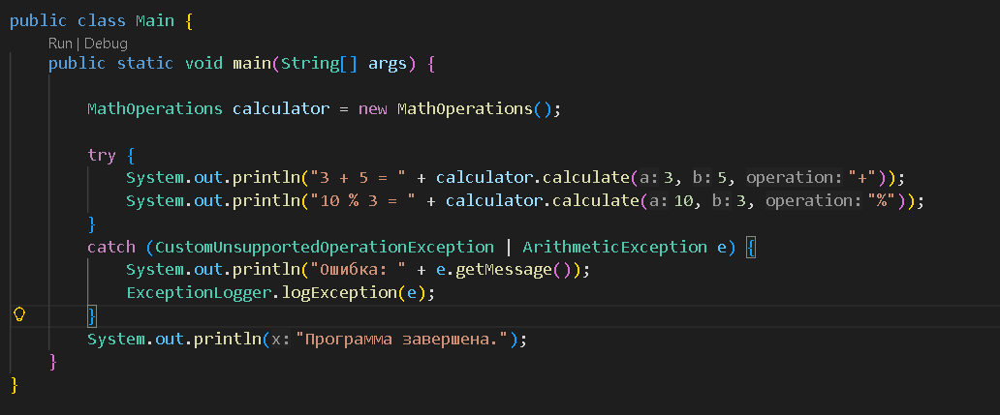 public class Main {
Run | Debug
public static void main(String[] args) {
MathOperations calculator = new MathOperations();
try {
System.out.println("3 + 5 = " + calculator.calculate(a: 3, b: 5, operation: "+"));
System.out.println("10 % 3 = " + calculator.calculate(a: 10, b: 3, operation: "%"));
}
catch (CustomUnsupportedOperationException | ArithmeticException e) {
System.out.println("Ошибка: " + e.getMessage());
ExceptionLogger.logException(e);
}
System.out.println(x: "Программа завершена.");
}
}